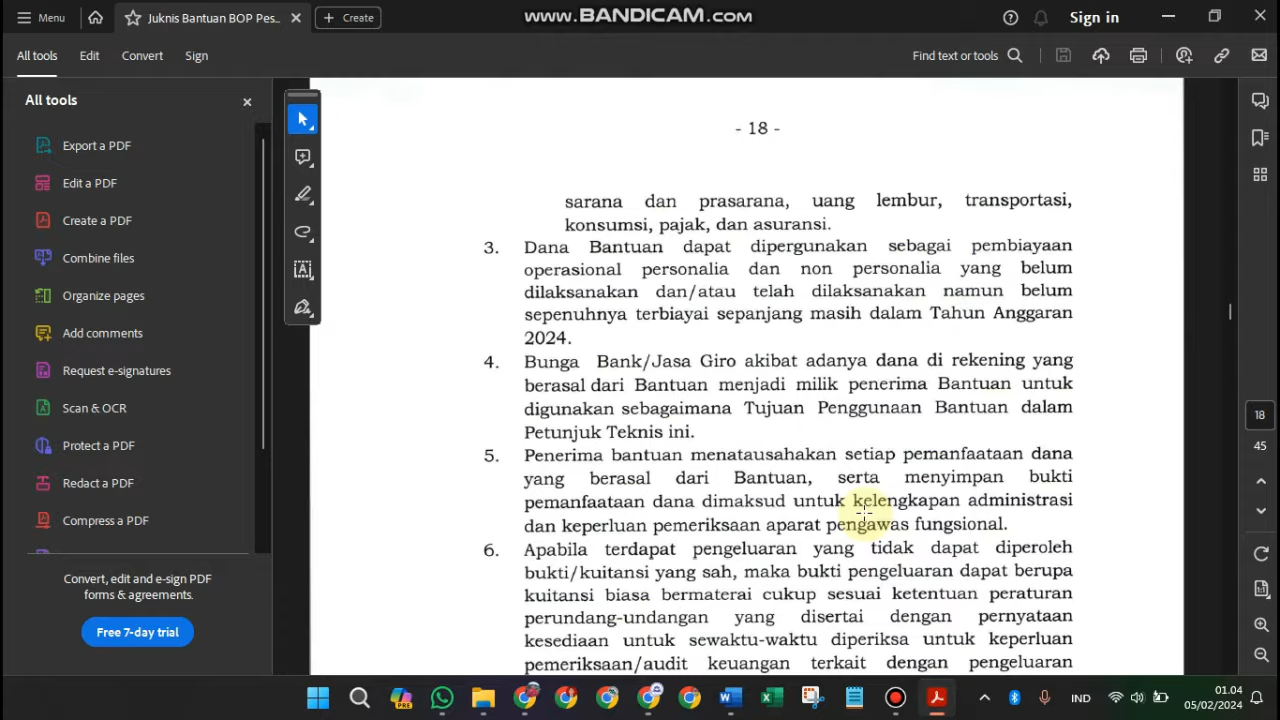 Menu
Juknis Bantuan BOP Pes...
Create
www.BANDICAM.com
Sign in
All tools
Edit
Convert
Sign
Find text or tools
All tools
Export a PDF
Edit a PDF
Create a PDF
Combine files
Organize pages
Add comments
Request e-signatures
Scan & OCR
Protect a PDF
Redact a PDF
Compress a PDF
Convert, edit and e-sign PDF
forms & agreements.
Free 7-day trial
- 18 -
sarana dan prasarana, uang lembur, transportasi,
konsumsi, pajak, dan asuransi.
3. Dana Bantuan dapat dipergunakan sebagai pembiayaan
operasional personalia dan non personalia yang belum
dilaksanakan dan/atau telah dilaksanakan namun belum
sepenuhnya terbiayai sepanjang masih dalam Tahun Anggaran
2024.
4. Bunga Bank/Jasa Giro akibat adanya dana di rekening yang
berasal dari Bantuan menjadi milik penerima Bantuan untuk
digunakan sebagaimana Tujuan Penggunaan Bantuan dalam
Petunjuk Teknis ini.
5. Penerima bantuan menatausahakan setiap pemanfaataan dana
yang berasal dari Bantuan, serta menyimpan bukti
pemanfaataan dana dimaksud untuk kelengkapan administrasi
dan keperluan pemeriksaan aparat pengawas fungsional.
6. Apabila terdapat pengeluaran yang tidak dapat diperoleh
bukti/kuitansi yang sah, maka bukti pengeluaran dapat berupa
kuitansi biasa bermaterai cukup sesuai ketentuan peraturan
perundang-undangan yang disertai dengan pernyataan
kesediaan untuk sewaktu-waktu diperiksa untuk keperluan
pemeriksaan/audit keuangan terkait dengan pengeluaran
18
45
PRE
IND
01.04
05/02/2024